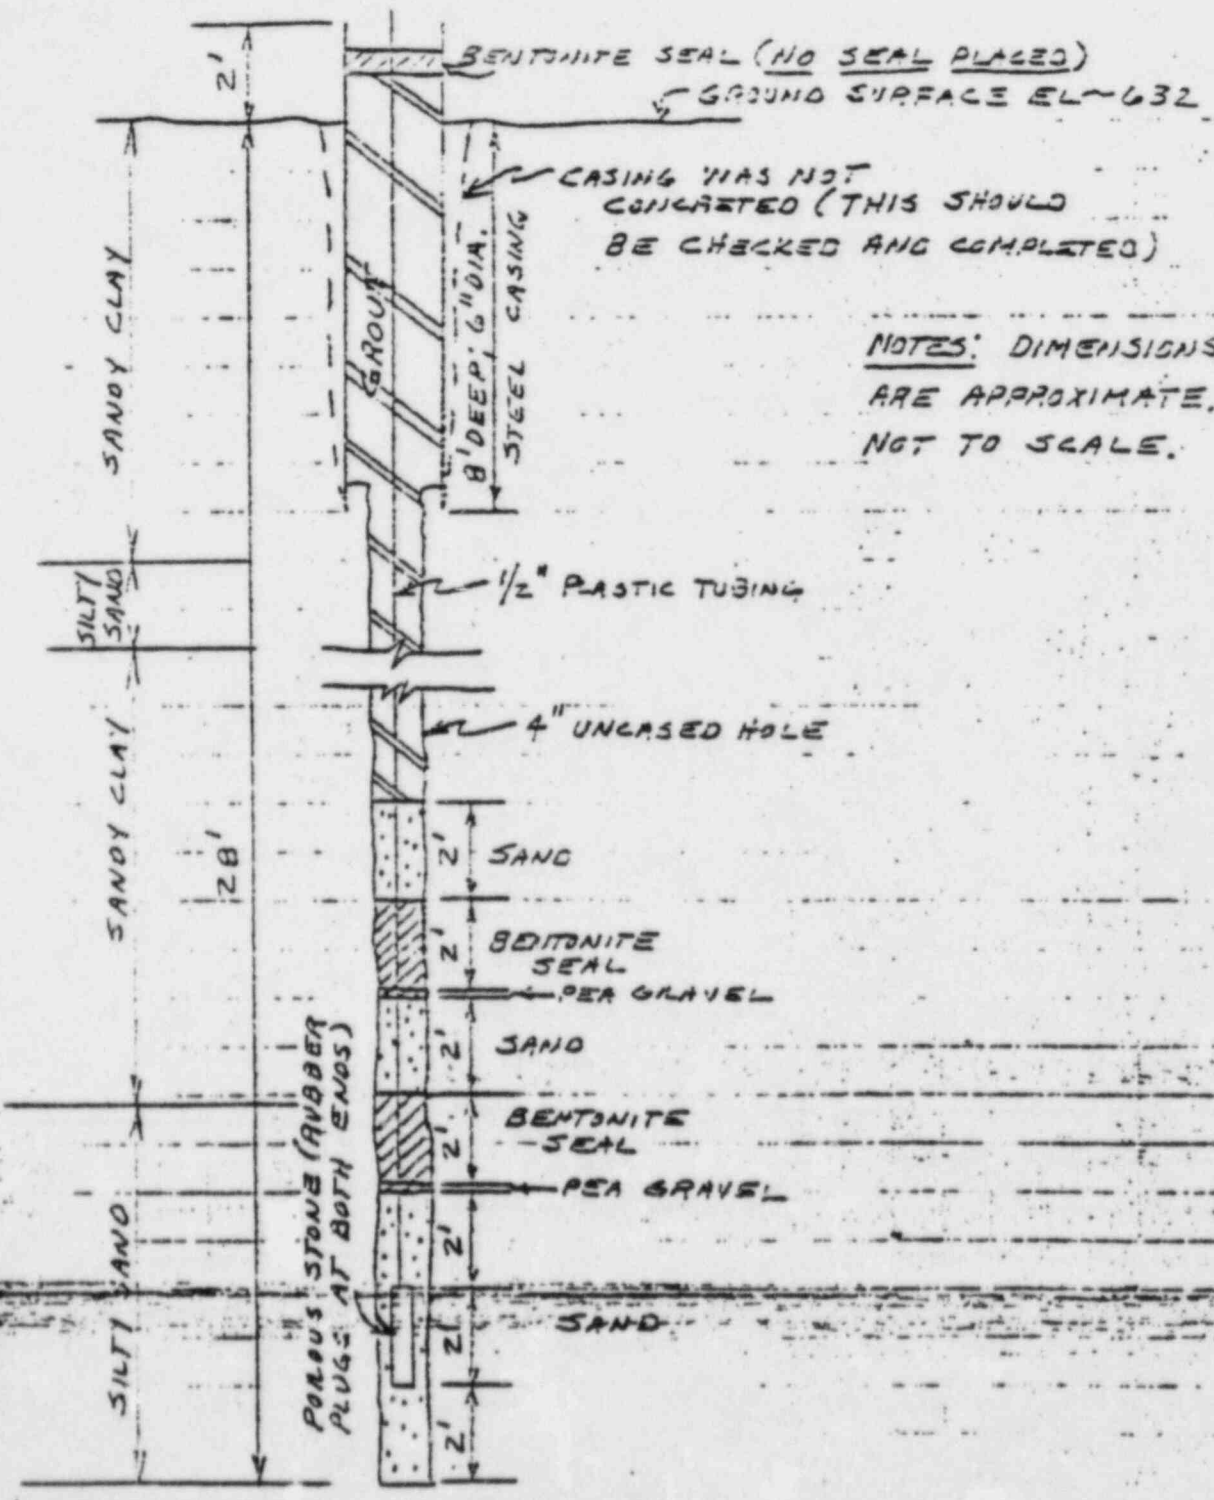 2'
BENTONITE SEAL (NO SEAL PLACED)
GROUND SURFACE EL~632
CASING WAS NOT
CONCRETED (THIS SHOULD
BE CHECKED AND COMPLETED)
NOTES: DIMENSIONS
ARE APPROXIMATE.
NOT TO SCALE.
SANDY CLAY
GROUT
8' DEEP; 6" DIA.
STEEL CASING
SILTY
SAND
1/2" PLASTIC TUBING
4" UNCASED HOLE
SANDY CLAY
28'
2'
SAND
2'
BENTONITE
SEAL
PEA GRAVEL
2'
SAND
2'
BENTONITE
SEAL
PEA GRAVEL
SILTY SAND
POROUS STONE (RUBBER
PLUGS AT BOTH ENDS)
2'
2'
SAND
2'